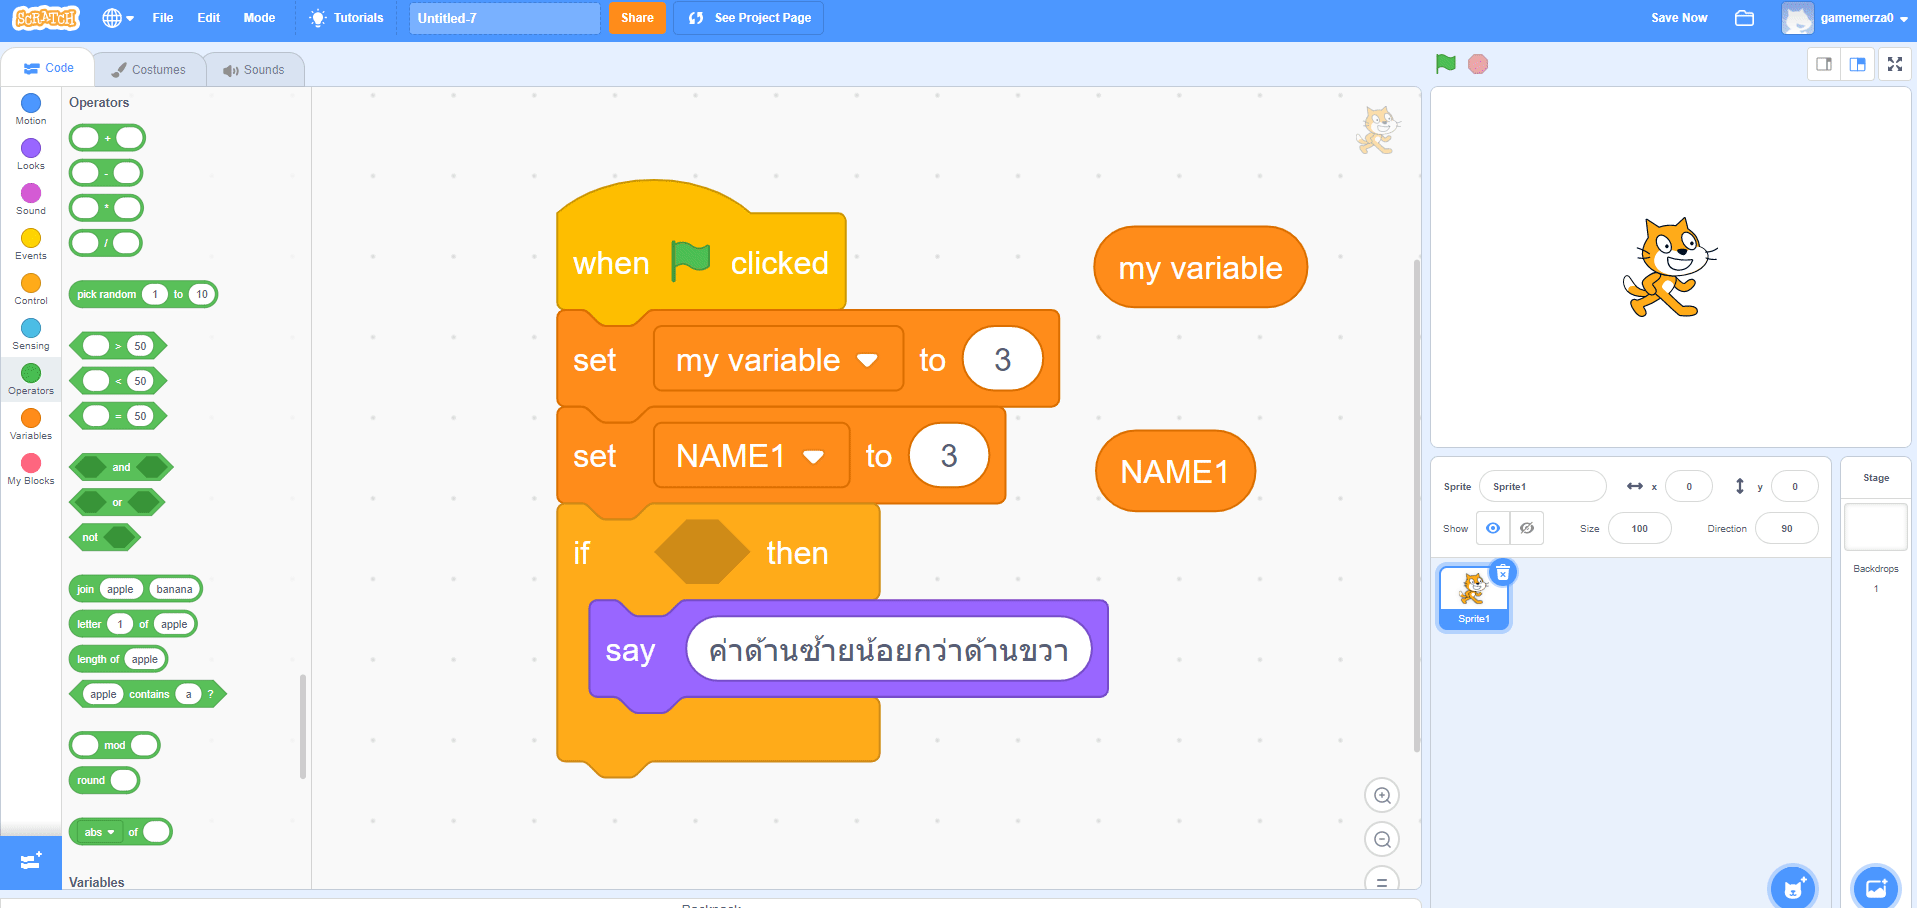 SCRATCH File Edit Mode Tutorials Untitled-7 Share See Project Page Save Now gamemerza0
Code Costumes Sounds
Motion
Looks
Sound
Events
Control
Sensing
Operators
Variables
My Blocks
Operators
+
-
*
/
pick random 1 to 10
> 50
< 50
= 50
and
or
not
join apple banana
letter 1 of apple
length of apple
apple contains a ?
mod
round
abs of
Variables
when clicked
set my variable to 3
set NAME1 to 3
if then
say ค่าด้านซ้ายน้อยกว่าด้านขวา
my variable
NAME1
Sprite Sprite1 x 0 y 0
Show Size 100 Direction 90
Sprite1
Stage
Backdrops
1
Backpack